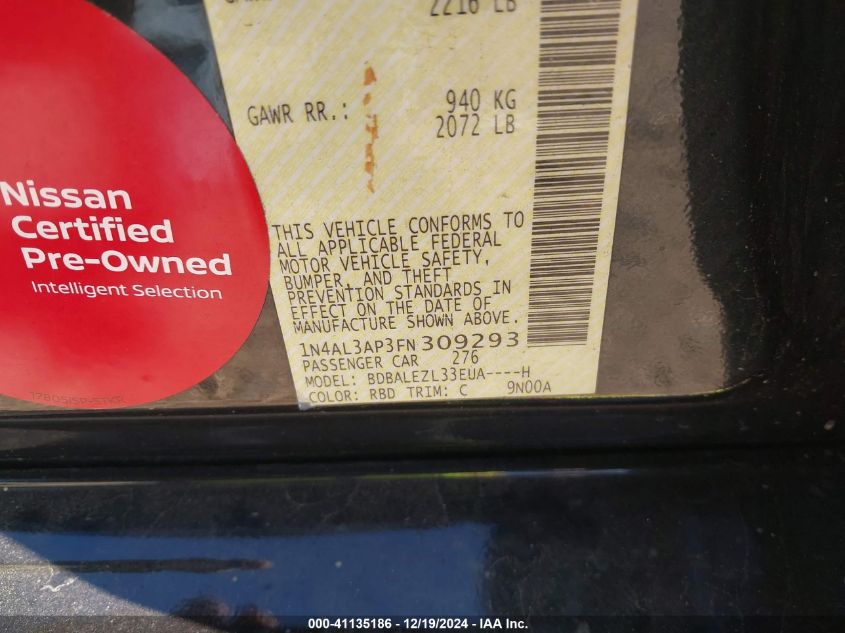 2216 LB
GAWR RR.: 940 KG
2072 LB
Nissan
Certified
Pre-Owned
Intelligent Selection
THIS VEHICLE CONFORMS TO
ALL APPLICABLE FEDERAL
MOTOR VEHICLE SAFETY,
BUMPER, AND THEFT
PREVENTION STANDARDS IN
EFFECT ON THE DATE OF
MANUFACTURE SHOWN ABOVE.
1N4AL3AP3FN309293
PASSENGER CAR 276
MODEL: BDBALEZL33EUA----H
COLOR: RBD TRIM: C 9N00A
000-41135186 - 12/19/2024 - IAA Inc.